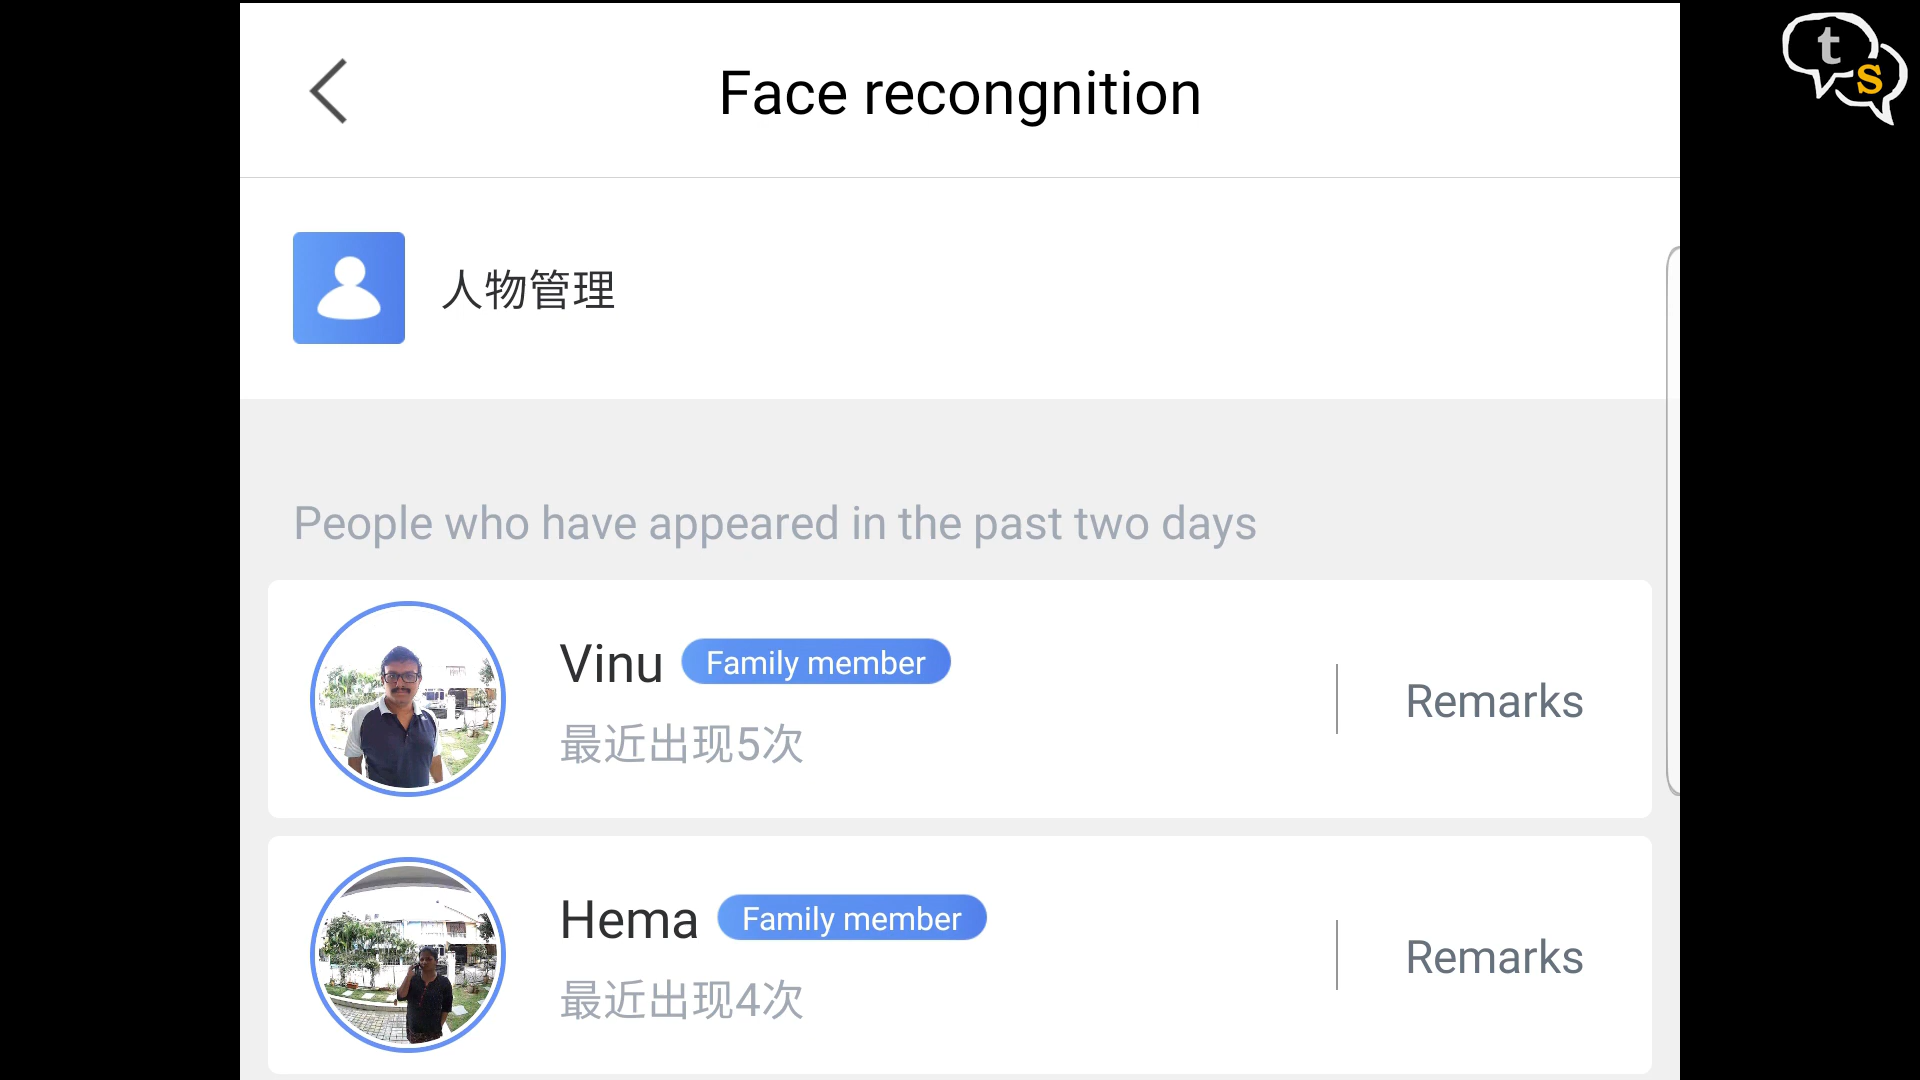 t
s
Face recongnition
人物管理
People who have appeared in the past two days
Vinu Family member
最近出现5次
Remarks
Hema Family member
最近出现4次
Remarks